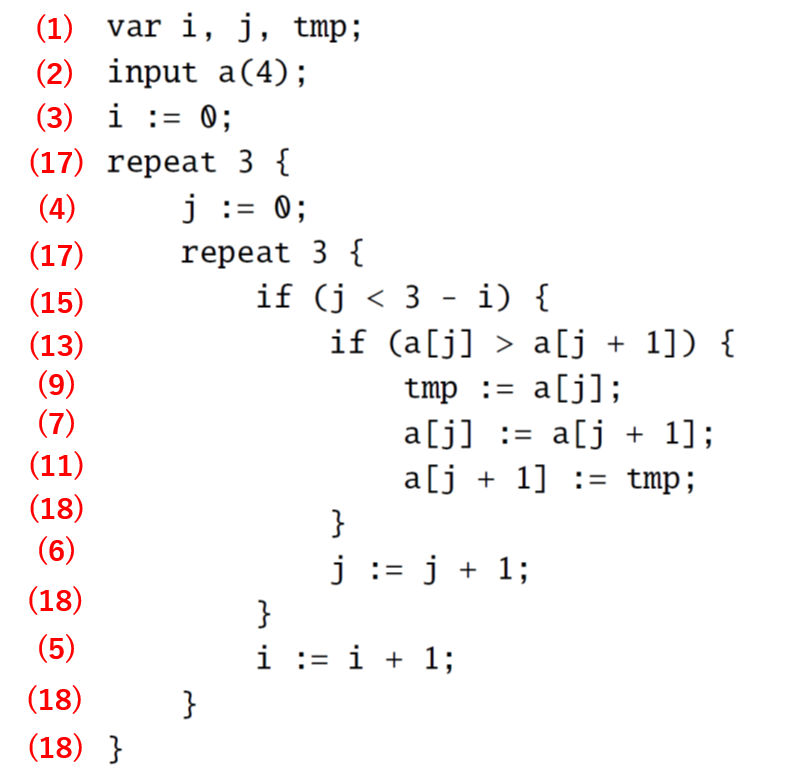 (1) var i, j, tmp;
(2) input a(4);
(3) i := 0;
(17) repeat 3 {
(4) j := 0;
(17) repeat 3 {
(15) if (j < 3 - i) {
(13) if (a[j] > a[j + 1]) {
(9) tmp := a[j];
(7) a[j] := a[j + 1];
(11) a[j + 1] := tmp;
(18) }
(6) j := j + 1;
(18) }
(5) i := i + 1;
(18) }
(18) }